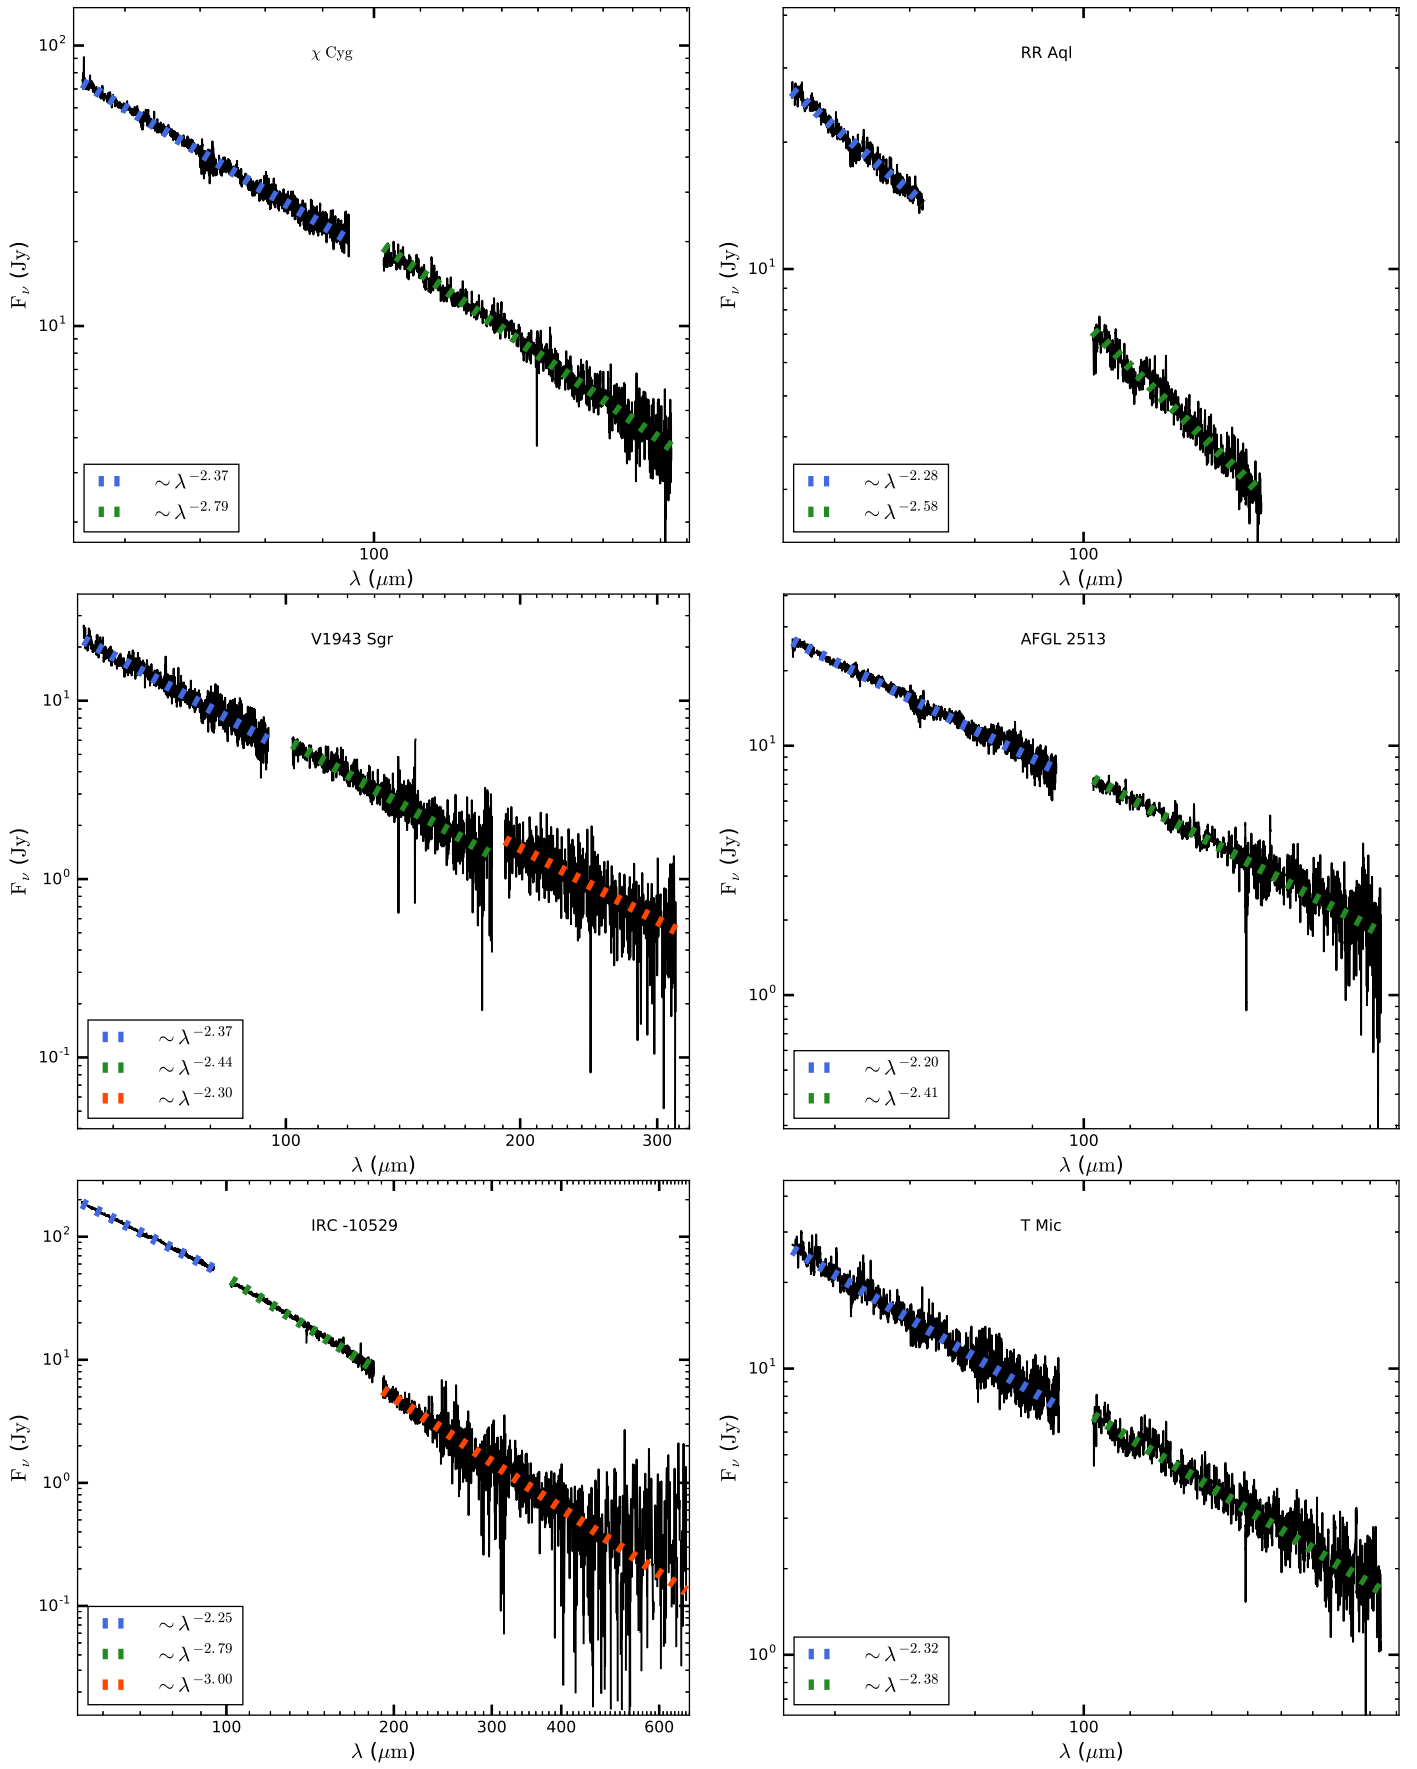 χ Cyg
10²
10¹
F_ν (Jy)
∼ λ^−2.37
∼ λ^−2.79
100
λ (μm)
RR Aql
10¹
F_ν (Jy)
∼ λ^−2.28
∼ λ^−2.58
100
λ (μm)
V1943 Sgr
10¹
10⁰
10⁻¹
F_ν (Jy)
∼ λ^−2.37
∼ λ^−2.44
∼ λ^−2.30
100 200 300
λ (μm)
AFGL 2513
10¹
10⁰
F_ν (Jy)
∼ λ^−2.20
∼ λ^−2.41
100
λ (μm)
IRC -10529
10²
10¹
10⁰
10⁻¹
F_ν (Jy)
∼ λ^−2.25
∼ λ^−2.79
∼ λ^−3.00
100 200 300 400 600
λ (μm)
T Mic
10¹
10⁰
F_ν (Jy)
∼ λ^−2.32
∼ λ^−2.38
100
λ (μm)